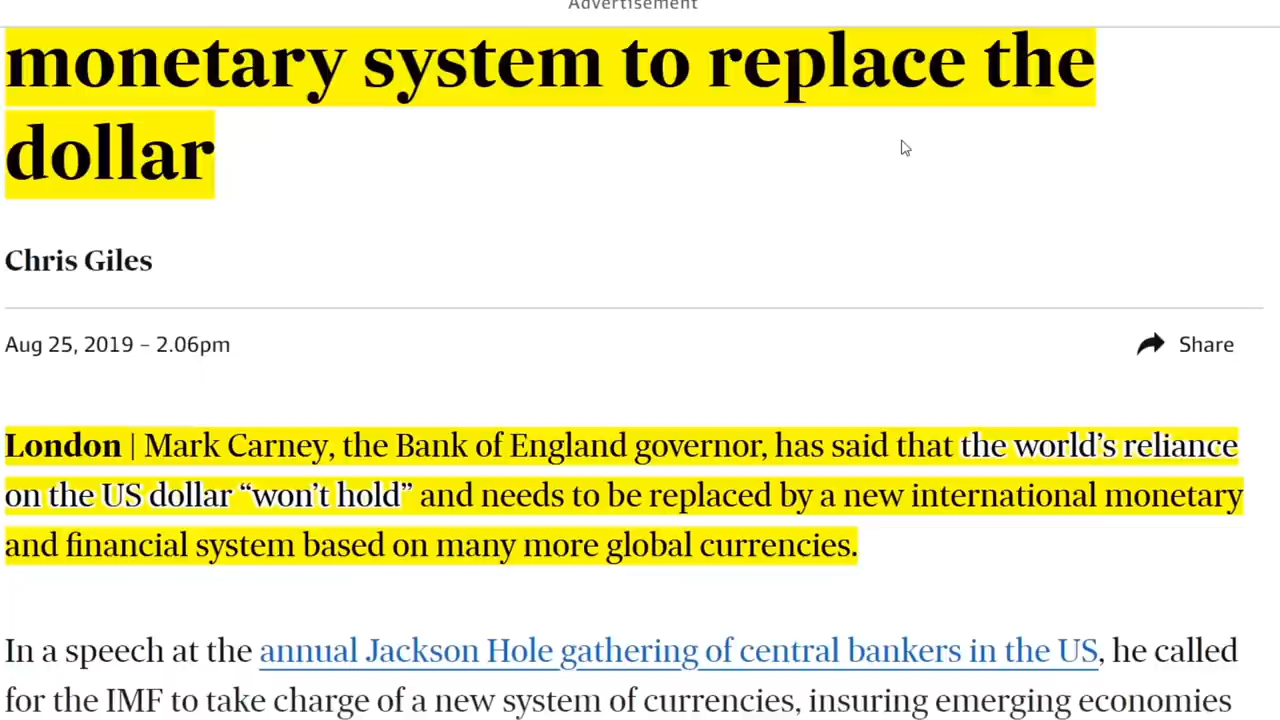 Advertisement
monetary system to replace the
dollar
Chris Giles
Aug 25, 2019 – 2.06pm
Share
London | Mark Carney, the Bank of England governor, has said that the world’s reliance
on the US dollar “won’t hold” and needs to be replaced by a new international monetary
and financial system based on many more global currencies.
In a speech at the annual Jackson Hole gathering of central bankers in the US, he called
for the IMF to take charge of a new system of currencies, insuring emerging economies